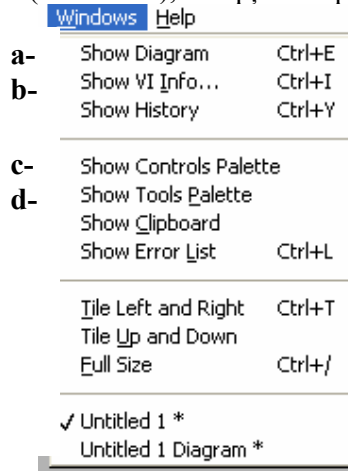 Windows Help
a- Show Diagram Ctrl+E
b- Show VI Info... Ctrl+I
Show History Ctrl+Y
c- Show Controls Palette
d- Show Tools Palette
Show Clipboard
Show Error List Ctrl+L
Tile Left and Right Ctrl+T
Tile Up and Down
Full Size Ctrl+/
✓ Untitled 1 *
Untitled 1 Diagram *